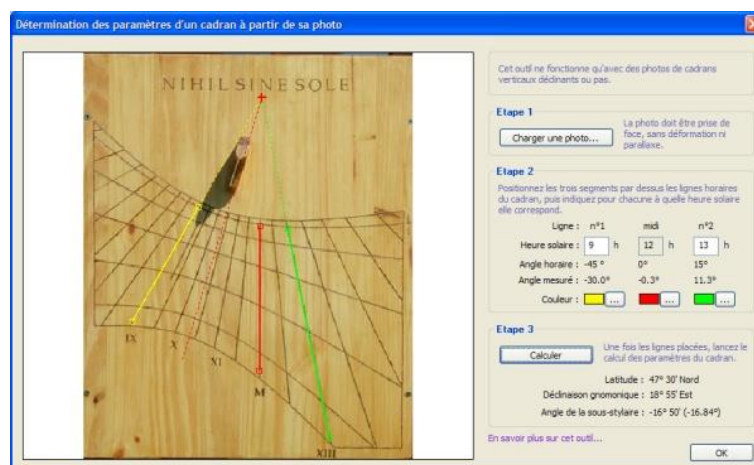 Détermination des paramètres d'un cadran à partir de sa photo
NIHIL SINE SOLE
IX
X
XI
M
XIII
Cet outil ne fonctionne qu'avec des photos de cadrans
verticaux déclinants ou pas.
Etape 1
Charger une photo...
La photo doit être prise de
face, sans déformation ni
parallaxe.
Etape 2
Positionnez les trois segments par dessus les lignes horaires
du cadran, puis indiquez pour chacune à quelle heure solaire
elle correspond.
Ligne : n°1 midi n°2
Heure solaire : 9 h 12 h 13 h
Angle horaire : -45 ° 0° 15°
Angle mesuré : -30.0° -0.3° 11.3°
Couleur : ... ... ...
Etape 3
Calculer
Une fois les lignes placées, lancez le
calcul des paramètres du cadran.
Latitude : 47° 30' Nord
Déclinaison gnomonique : 18° 55' Est
Angle de la sous-stylaire : -16° 50' (-16.84°)
En savoir plus sur cet outil...
OK